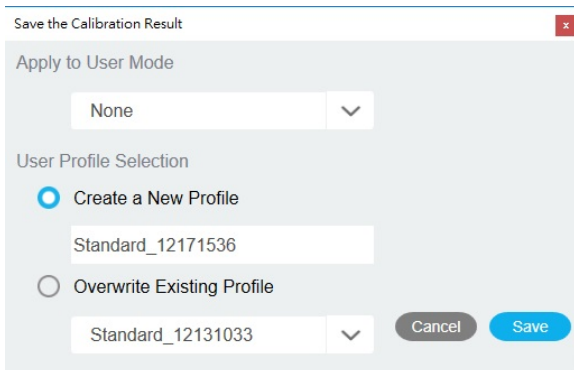 Save the Calibration Result
x
Apply to User Mode
None
User Profile Selection
Create a New Profile
Standard_12171536
Overwrite Existing Profile
Standard_12131033
Cancel
Save